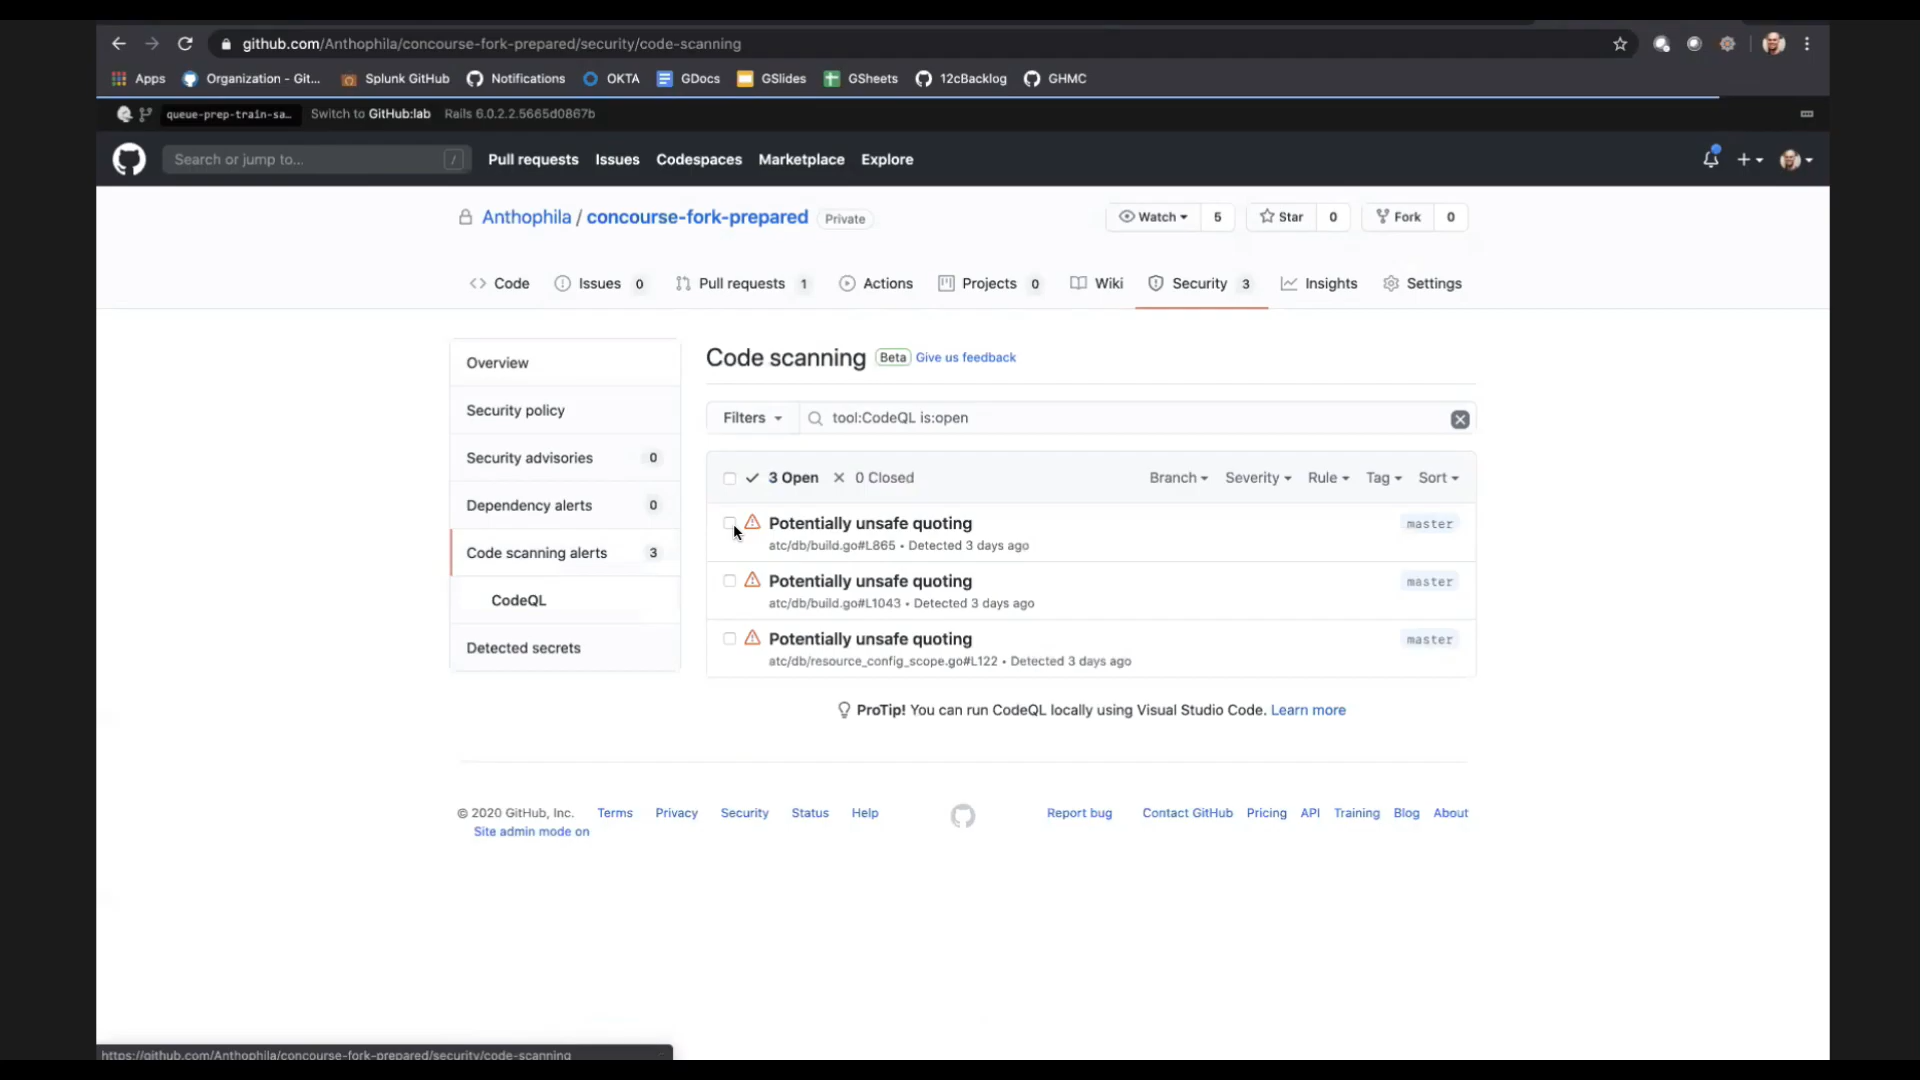 github.com/Anthophila/concourse-fork-prepared/security/code-scanning
Apps Organization - Git... Splunk GitHub Notifications OKTA GDocs GSlides GSheets 12cBacklog GHMC
queue-prep-train-sa... Switch to GitHub:lab Rails 6.0.2.2.5665d0867b
Search or jump to... / Pull requests Issues Codespaces Marketplace Explore
Anthophila / concourse-fork-prepared Private Watch 5 Star 0 Fork 0
Code Issues 0 Pull requests 1 Actions Projects 0 Wiki Security 3 Insights Settings
Overview
Security policy
Security advisories 0
Dependency alerts 0
Code scanning alerts 3
CodeQL
Detected secrets
Code scanning Beta Give us feedback
Filters tool:CodeQL is:open
3 Open 0 Closed Branch Severity Rule Tag Sort
Potentially unsafe quoting master
atc/db/build.go#L865 • Detected 3 days ago
Potentially unsafe quoting master
atc/db/build.go#L1043 • Detected 3 days ago
Potentially unsafe quoting master
atc/db/resource_config_scope.go#L122 • Detected 3 days ago
ProTip! You can run CodeQL locally using Visual Studio Code. Learn more
© 2020 GitHub, Inc. Terms Privacy Security Status Help Report bug Contact GitHub Pricing API Training Blog About
Site admin mode on
https://github.com/Anthophila/concourse-fork-prepared/security/code-scanning